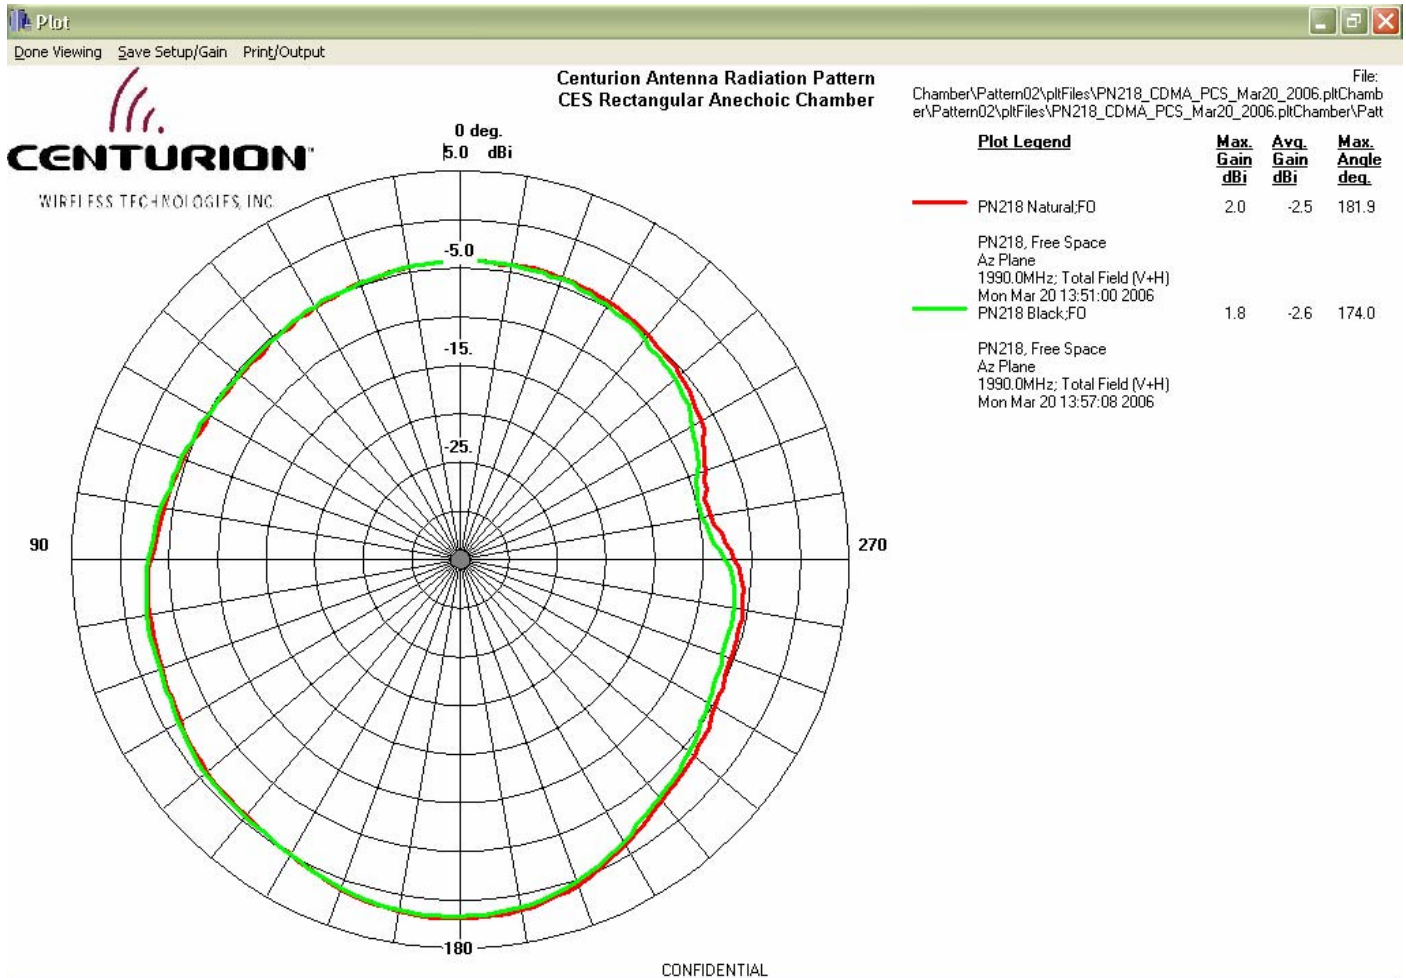 Plot
Done Viewing Save Setup/Gain Print/Output
CENTURION
WIRELESS TECHNOLOGIES, INC.
Centurion Antenna Radiation Pattern
CES Rectangular Anechoic Chamber
File:
Chamber\Pattern02\pltFiles\PN218_CDMA_PCS_Mar20_2006.pltChamb
er\Pattern02\pltFiles\PN218_CDMA_PCS_Mar20_2006.pltChamber\Patt
0 deg.
5.0 dBi
-5.0
-15.
-25.
90
270
180
Plot Legend Max. Gain dBi Avg. Gain dBi Max. Angle deg.
PN218 Natural;FO 2.0 -2.5 181.9
PN218, Free Space
Az Plane
1990.0MHz; Total Field (V+H)
Mon Mar 20 13:51:00 2006
PN218 Black;FO 1.8 -2.6 174.0
PN218, Free Space
Az Plane
1990.0MHz; Total Field (V+H)
Mon Mar 20 13:57:08 2006
CONFIDENTIAL